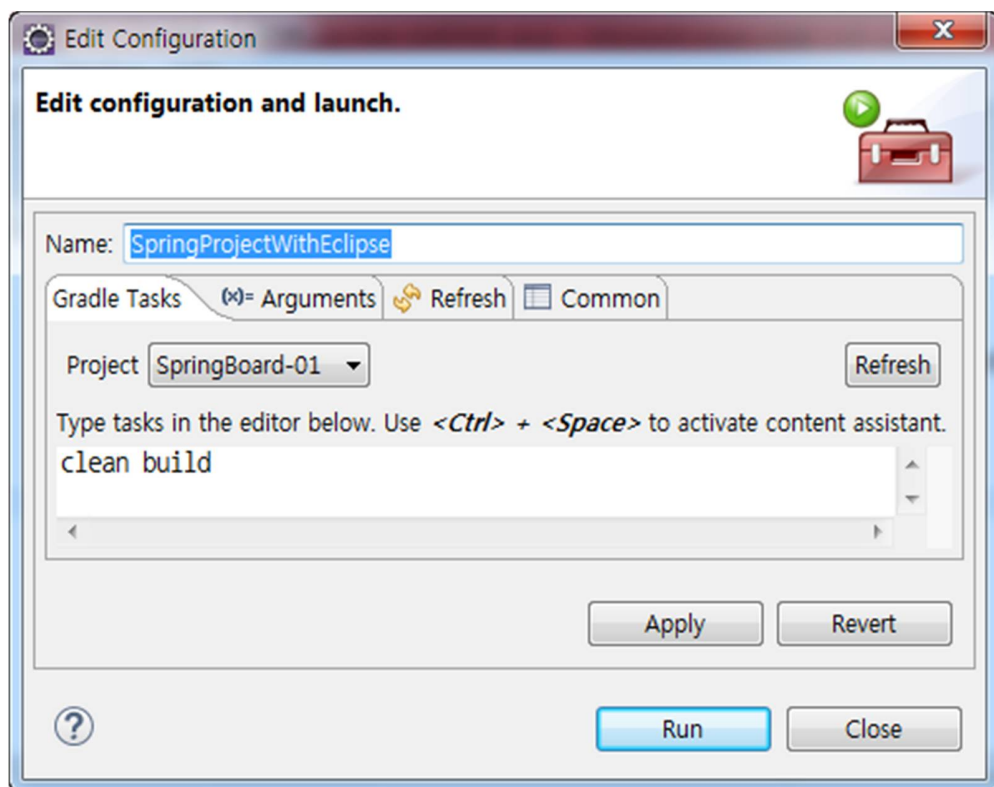 Edit Configuration
Edit configuration and launch.
Name: SpringProjectWithEclipse
Gradle Tasks (x)= Arguments Refresh Common
Project SpringBoard-01 Refresh
Type tasks in the editor below. Use <Ctrl> + <Space> to activate content assistant.
clean build
Apply Revert
? Run Close